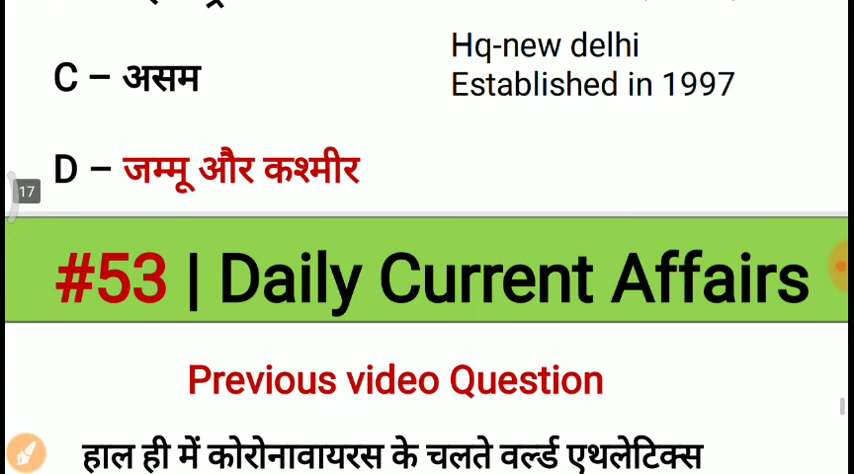 Hq-new delhi
C – असम
Established in 1997
D – जम्मू और कश्मीर
17
#53 | Daily Current Affairs
Previous video Question
हाल ही में कोरोनावायरस के चलते वर्ल्ड एथलेटिक्स